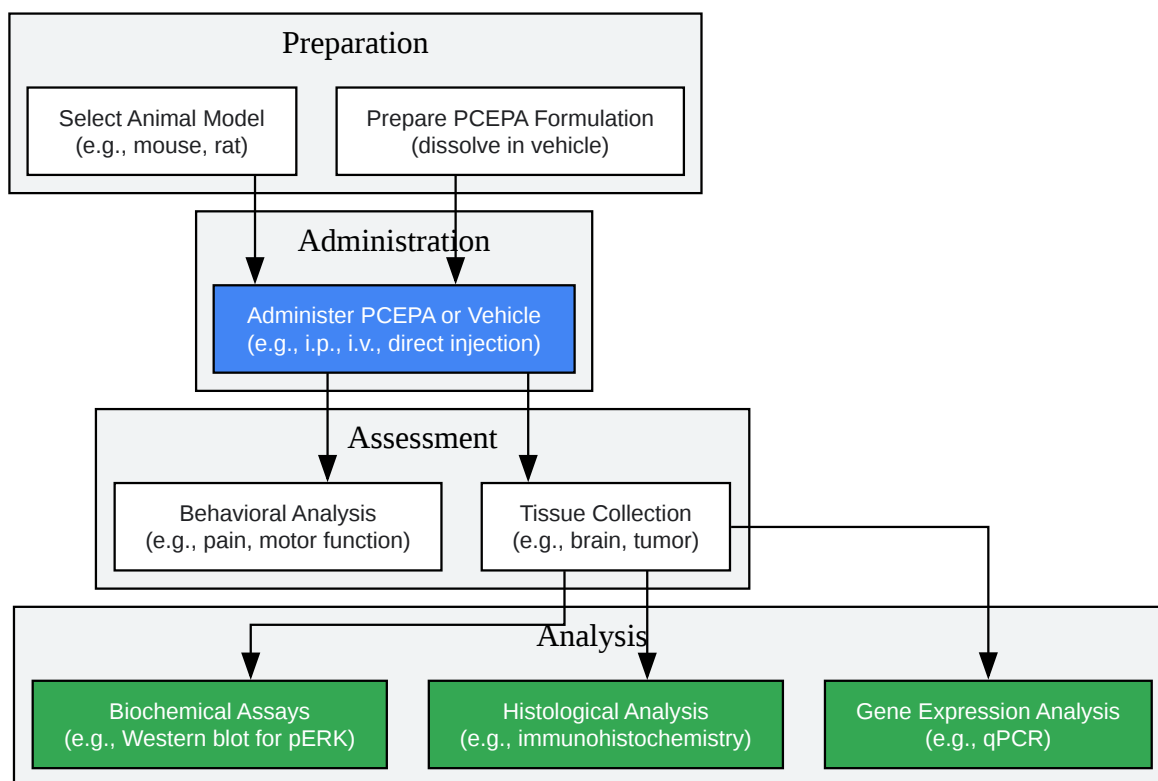 Preparation
Select Animal Model
(e.g., mouse, rat)
Prepare PCEPA Formulation
(dissolve in vehicle)
Administration
Administer PCEPA or Vehicle
(e.g., i.p., i.v., direct injection)
Assessment
Behavioral Analysis
(e.g., pain, motor function)
Tissue Collection
(e.g., brain, tumor)
Analysis
Biochemical Assays
(e.g., Western blot for pERK)
Histological Analysis
(e.g., immunohistochemistry)
Gene Expression Analysis
(e.g., qPCR)